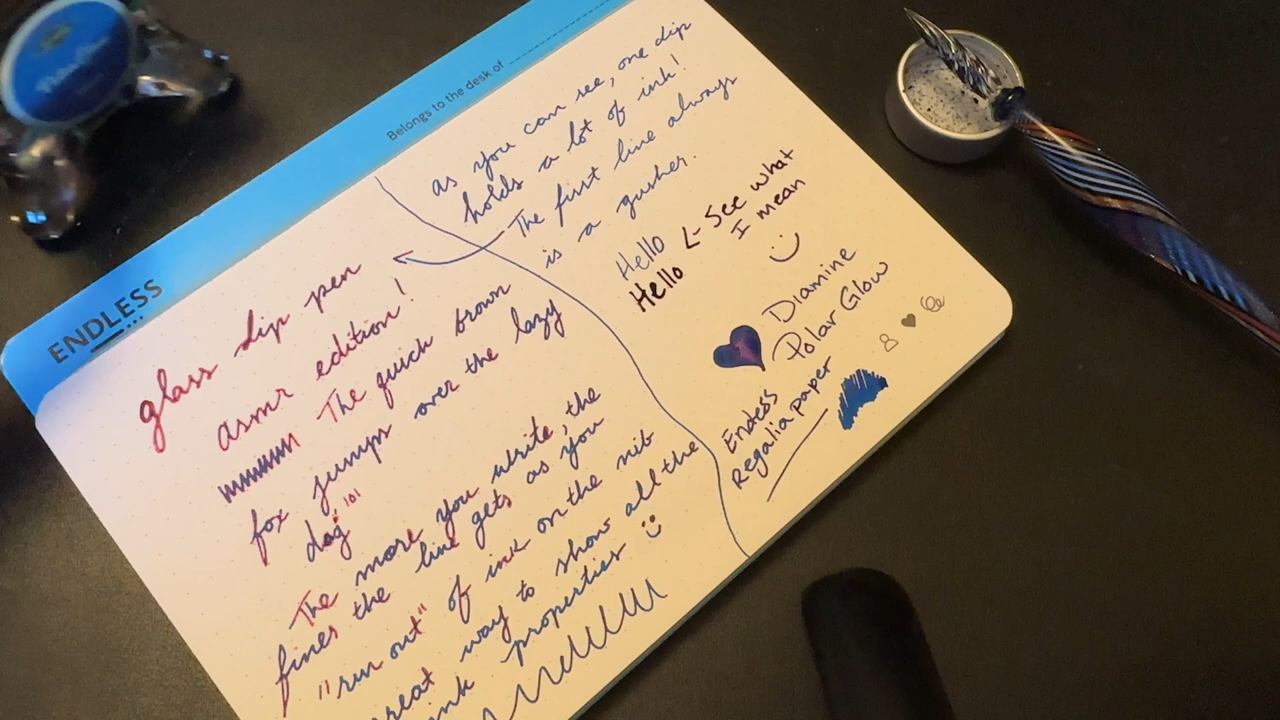 ENDLESS
Belongs to the desk of
glass dip pen
asmr edition!
The quick brown
fox jumps over the lazy
dog
The more you write, the
fines the line gets as you
"run out" of ink on the nib
great way to show all the
ink properties
as you can see, one dip
holds a lot of ink!
The first line always
is a gusher.
Hello
Hello
See what
I mean
Diamine
Polar Glow
Endess
Regalia paper